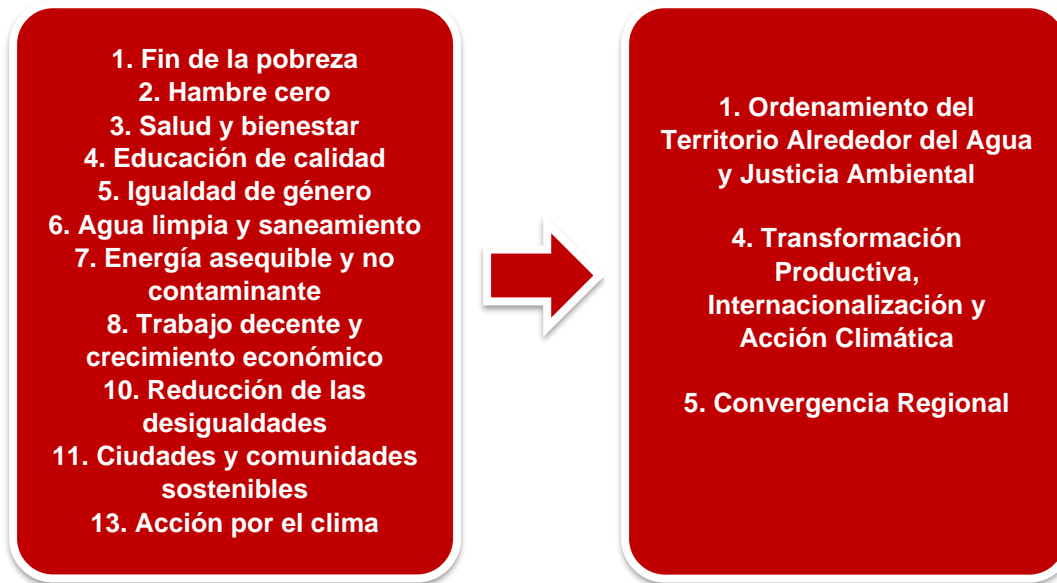 1. Fin de la pobreza
2. Hambre cero
3. Salud y bienestar
4. Educación de calidad
5. Igualdad de género
6. Agua limpia y saneamiento
7. Energía asequible y no
contaminante
8. Trabajo decente y
crecimiento económico
10. Reducción de las
desigualdades
11. Ciudades y comunidades
sostenibles
13. Acción por el clima
1. Ordenamiento del
Territorio Alrededor del Agua
y Justicia Ambiental
4. Transformación
Productiva,
Internacionalización y
Acción Climática
5. Convergencia Regional